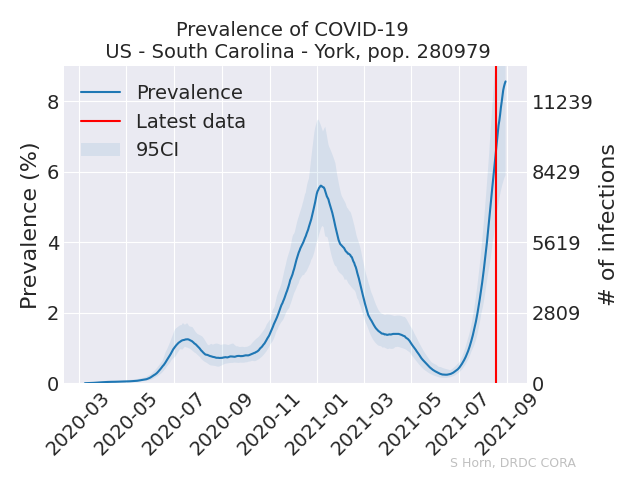 Prevalence of COVID-19
US - South Carolina - York, pop. 280979
Prevalence
Latest data
95CI
Prevalence (%)
8
6
4
2
0
11239
8429
5619
2809
0
# of infections
2020-03
2020-05
2020-07
2020-09
2020-11
2021-01
2021-03
2021-05
2021-07
2021-09
S Horn, DRDC CORA